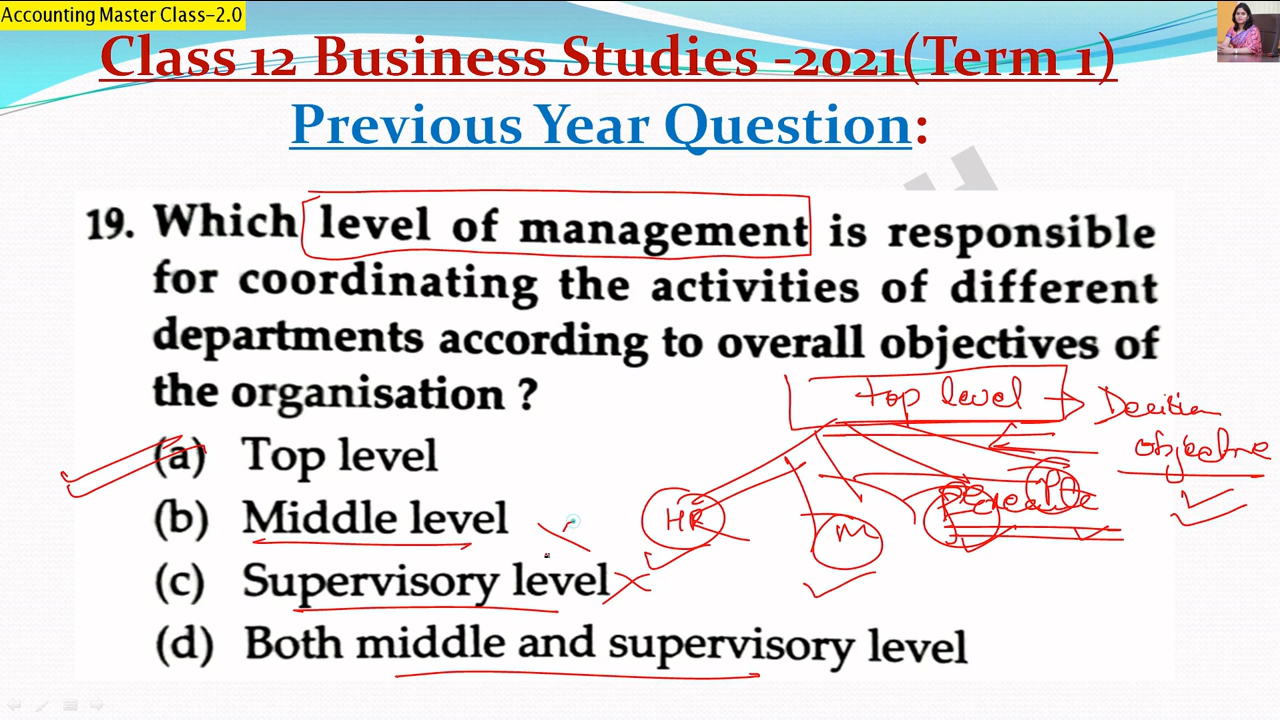 Accounting Master Class-2.0
Class 12 Business Studies -2021(Term 1)
Previous Year Question:
19. Which level of management is responsible
for coordinating the activities of different
departments according to overall objectives of
the organisation ?
top level
Decition
objective
(a) Top level
(b) Middle level
HR
M
(c) Supervisory level
(d) Both middle and supervisory level